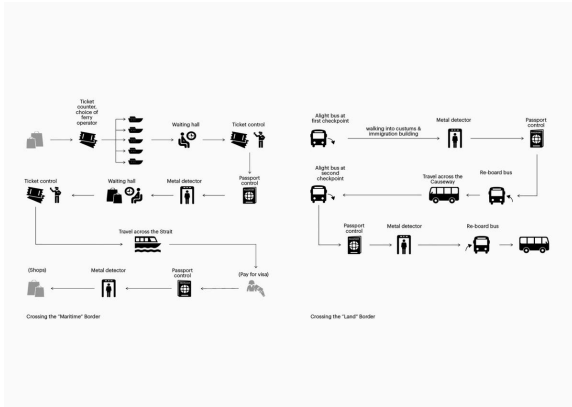 Ticket
counter,
choice of
ferry
operator
Waiting hall
Ticket control
Ticket control
Waiting hall
Metal detector
Passport
control
Travel across the Strait
(Shops)
Metal detector
Passport
control
(Pay for visa)
Crossing the "Maritime" Border
Alight bus at
first checkpoint
walking into custums &
immigration building
Metal detector
Passport
control
Alight bus at
second
checkpoint
Travel across the
Causeway
Re-board bus
Passport
control
Metal detector
Re-board bus
Crossing the "Land" Border